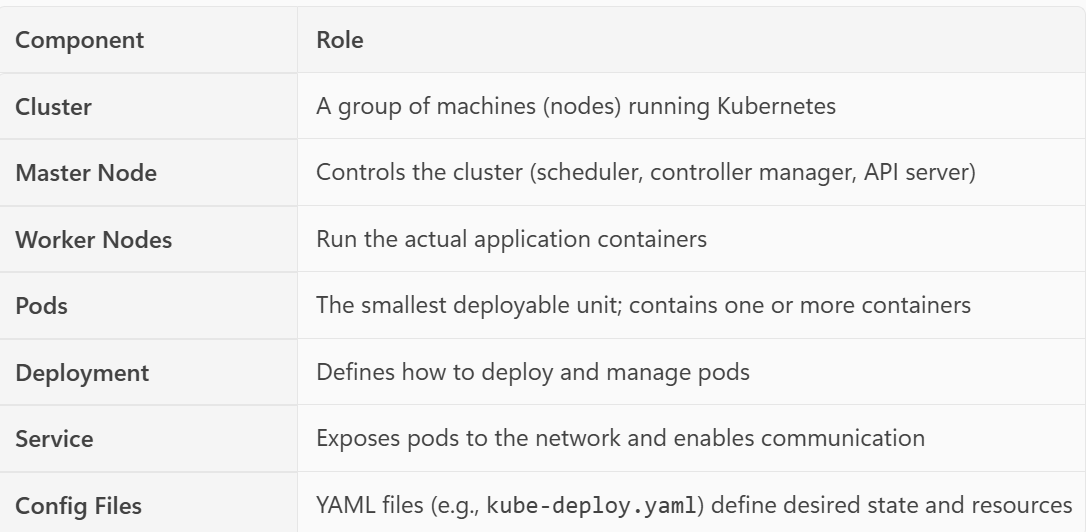 Component Role
Cluster A group of machines (nodes) running Kubernetes
Master Node Controls the cluster (scheduler, controller manager, API server)
Worker Nodes Run the actual application containers
Pods The smallest deployable unit; contains one or more containers
Deployment Defines how to deploy and manage pods
Service Exposes pods to the network and enables communication
Config Files YAML files (e.g., kube-deploy.yaml) define desired state and resources